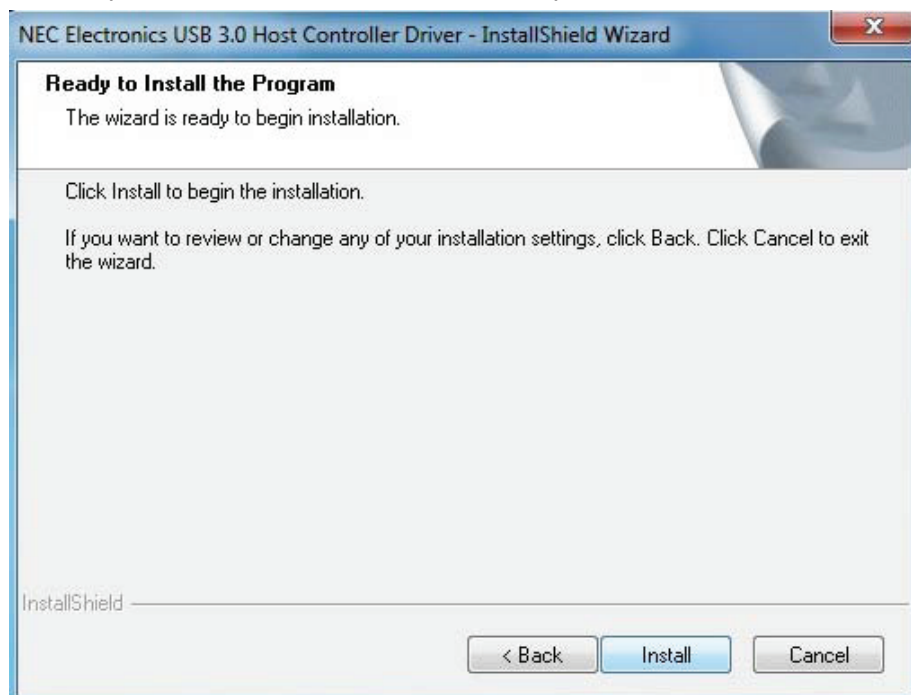 NEC Electronics USB 3.0 Host Controller Driver - InstallShield Wizard
Ready to Install the Program
The wizard is ready to begin installation.
Click Install to begin the installation.
If you want to review or change any of your installation settings, click Back. Click Cancel to exit
the wizard.
InstallShield
< Back Install Cancel